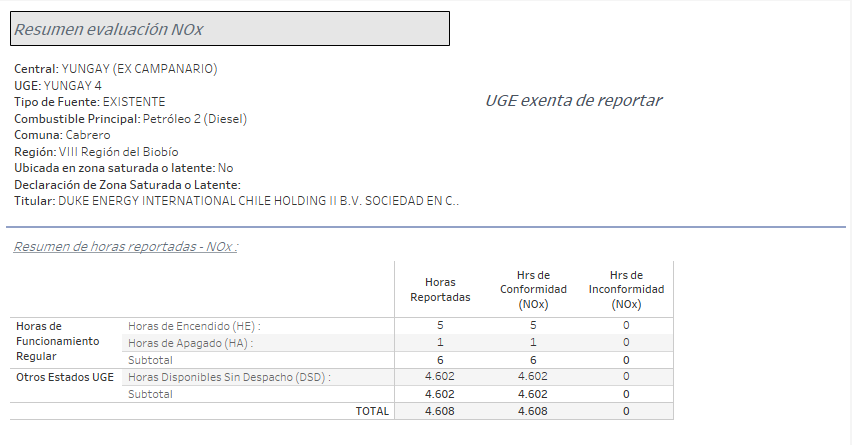 Resumen evaluación NOx
Central: YUNGAY (EX CAMPANARIO)
UGE: YUNGAY 4
Tipo de Fuente: EXISTENTE
Combustible Principal: Petróleo 2 (Diesel)
Comuna: Cabrero
Región: VIII Región del Biobío
Ubicada en zona saturada o latente: No
Declaración de Zona Saturada o Latente:
Titular: DUKE ENERGY INTERNATIONAL CHILE HOLDING II B.V. SOCIEDAD EN C..
UGE exenta de reportar
Resumen de horas reportadas - NOx :
Horas Reportadas
Hrs de Conformidad (NOx)
Hrs de Inconformidad (NOx)
Horas de Funcionamiento Regular
Horas de Encendido (HE) : 5 5 0
Horas de Apagado (HA) : 1 1 0
Subtotal 6 6 0
Otros Estados UGE Horas Disponibles Sin Despacho (DSD) : 4.602 4.602 0
Subtotal 4.602 4.602 0
TOTAL 4.608 4.608 0